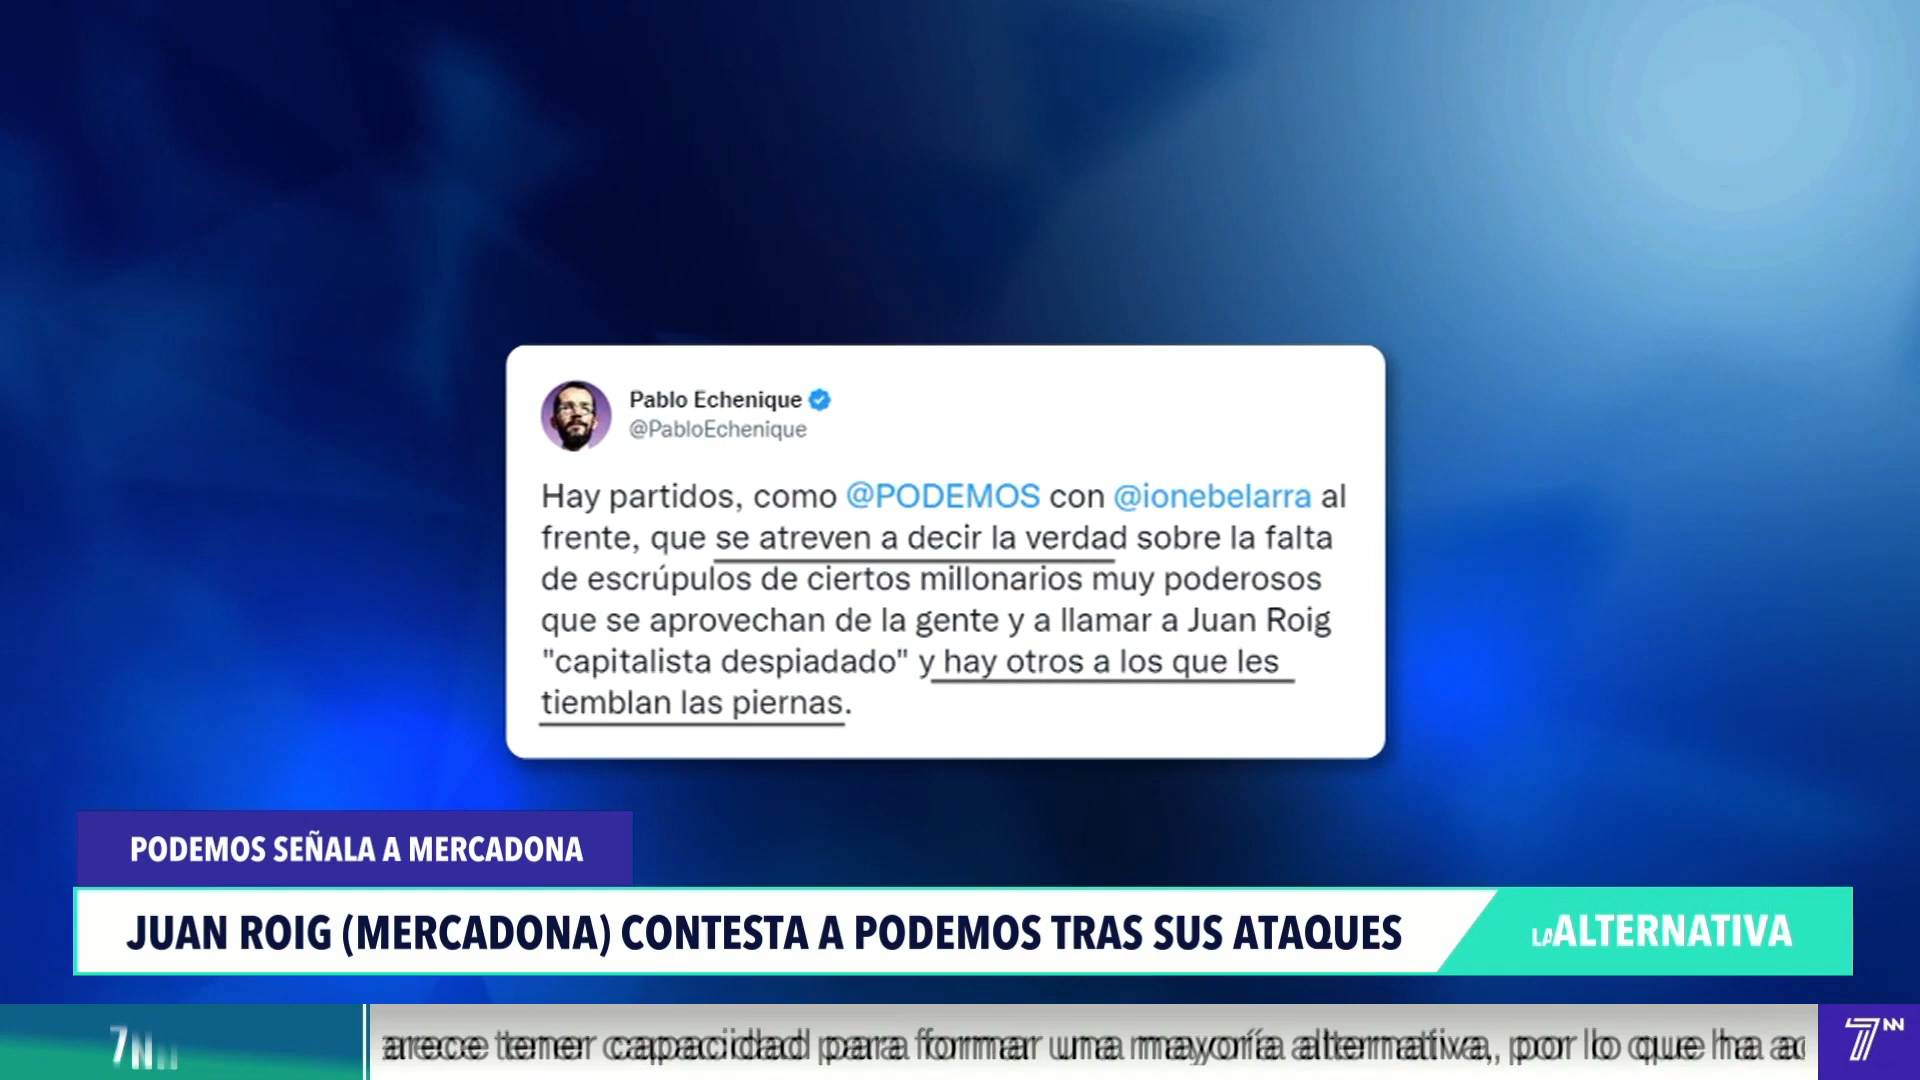 Pablo Echenique
@PabloEchenique
Hay partidos, como @PODEMOS con @ionebelarra al
frente, que se atreven a decir la verdad sobre la falta
de escrúpulos de ciertos millonarios muy poderosos
que se aprovechan de la gente y a llamar a Juan Roig
"capitalista despiadado" y hay otros a los que les
tiemblan las piernas.
PODEMOS SEÑALA A MERCADONA
JUAN ROIG (MERCADONA) CONTESTA A PODEMOS TRAS SUS ATAQUES
LA ALTERNATIVA
7N
arece tener capacidad para formar una mayoría alternativa, por lo que ha
7NN